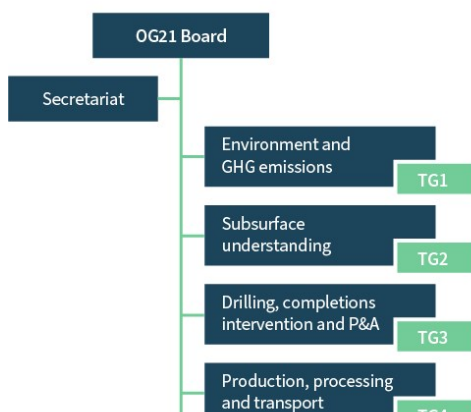 OG21 Board
Secretariat
Environment and
GHG emissions
TG1
Subsurface
understanding
TG2
Drilling, completions
intervention and P&A
TG3
Production, processing
and transport